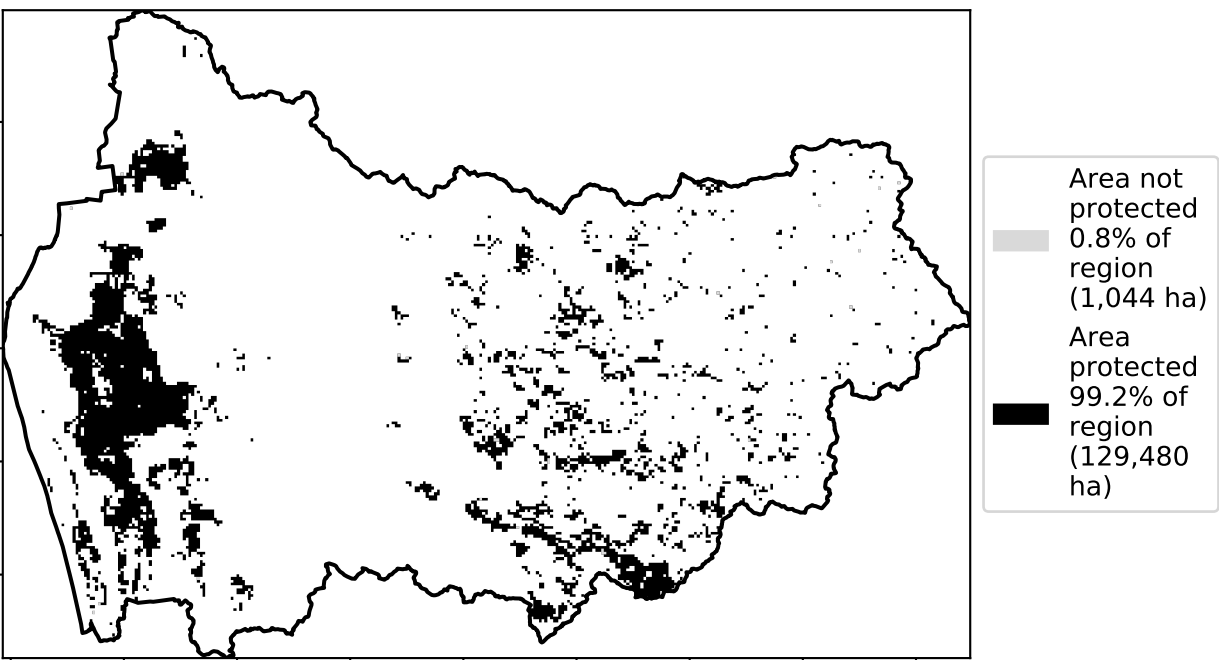 Area not
protected
0.8% of
region
(1,044 ha)
Area
protected
99.2% of
region
(129,480
ha)